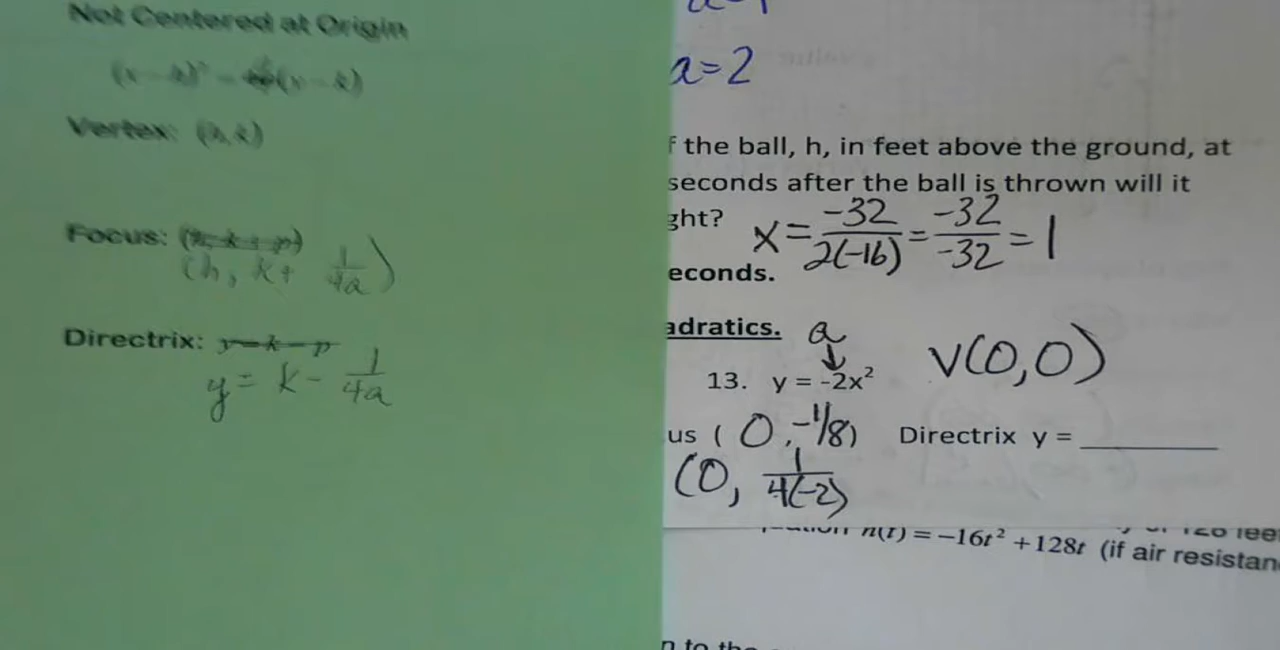 Not Centered at Origin
Vertex: (h, k)
Focus: (h, k + p)
(h, k + 1/4a)
Directrix: y = k - p
y = k - 1/4a
a=2
the ball, h, in feet above the ground, at
seconds after the ball is thrown will it
ght?
x = -32/2(-16) = -32/-32 = 1
econds.
adratics.
a
↓
13. y = -2x²
V(0,0)
us ( 0, -1/8) Directrix y = ________
(0, 1/4(-2))
h(t) = -16t² + 128t (if air resistan
to the